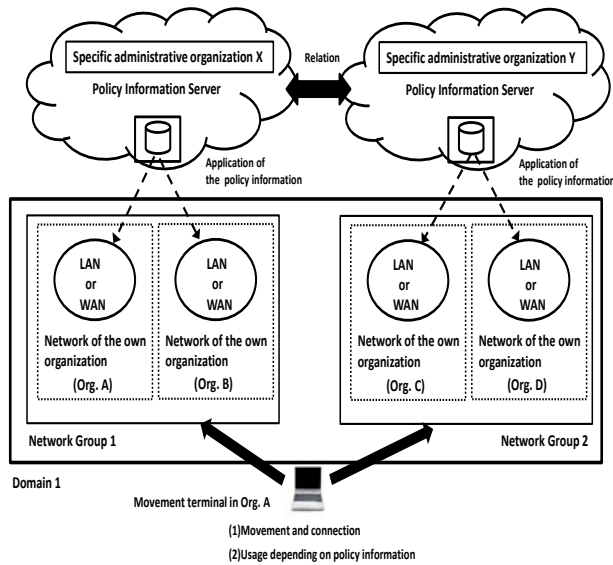 Specific administrative organization X
Policy Information Server
Relation
Specific administrative organization Y
Policy Information Server
Application of
the policy information
Application of
the policy information
LAN
or
WAN
Network of the own
organization
(Org. A)
LAN
or
WAN
Network of the own
organization
(Org. B)
LAN
or
WAN
Network of the own
organization
(Org. C)
LAN
or
WAN
Network of the own
organization
(Org. D)
Network Group 1
Network Group 2
Domain 1
Movement terminal in Org. A
(1)Movement and connection
(2)Usage depending on policy information